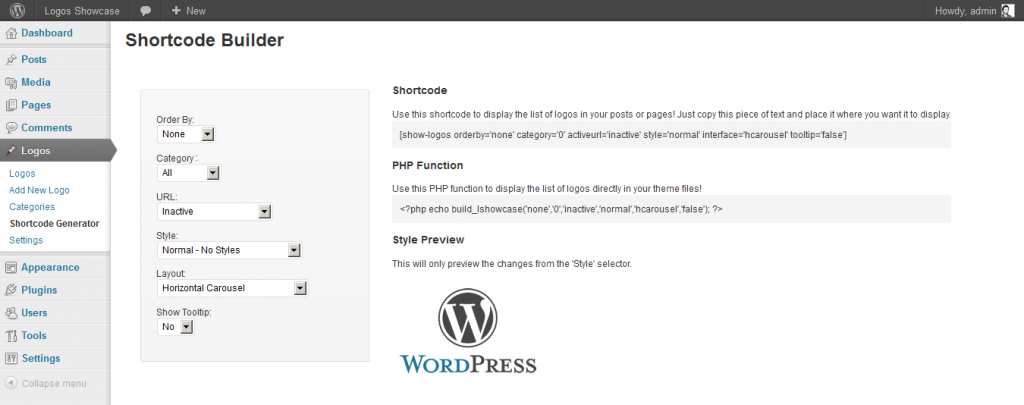 Logos Showcase
New
Howdy, admin
Dashboard
Posts
Media
Pages
Comments
Logos
Logos
Add New Logo
Categories
Shortcode Generator
Settings
Appearance
Plugins
Users
Tools
Settings
Collapse menu
Shortcode Builder
Order By:
None
Category :
All
URL:
Inactive
Style:
Normal - No Styles
Layout:
Horizontal Carousel
Show Tooltip:
No
Shortcode
Use this shortcode to display the list of logos in your posts or pages! Just copy this piece of text and place it where you want it to display.
[show-logos orderby='none' category='0' activeurl='inactive' style='normal' interface='hcarousel' tooltip='false']
PHP Function
Use this PHP function to display the list of logos directly in your theme files!
<?php echo build_lshowcase('none','0','inactive','normal','hcarousel','false'); ?>
Style Preview
This will only preview the changes from the 'Style' selector.
WORDPRESS